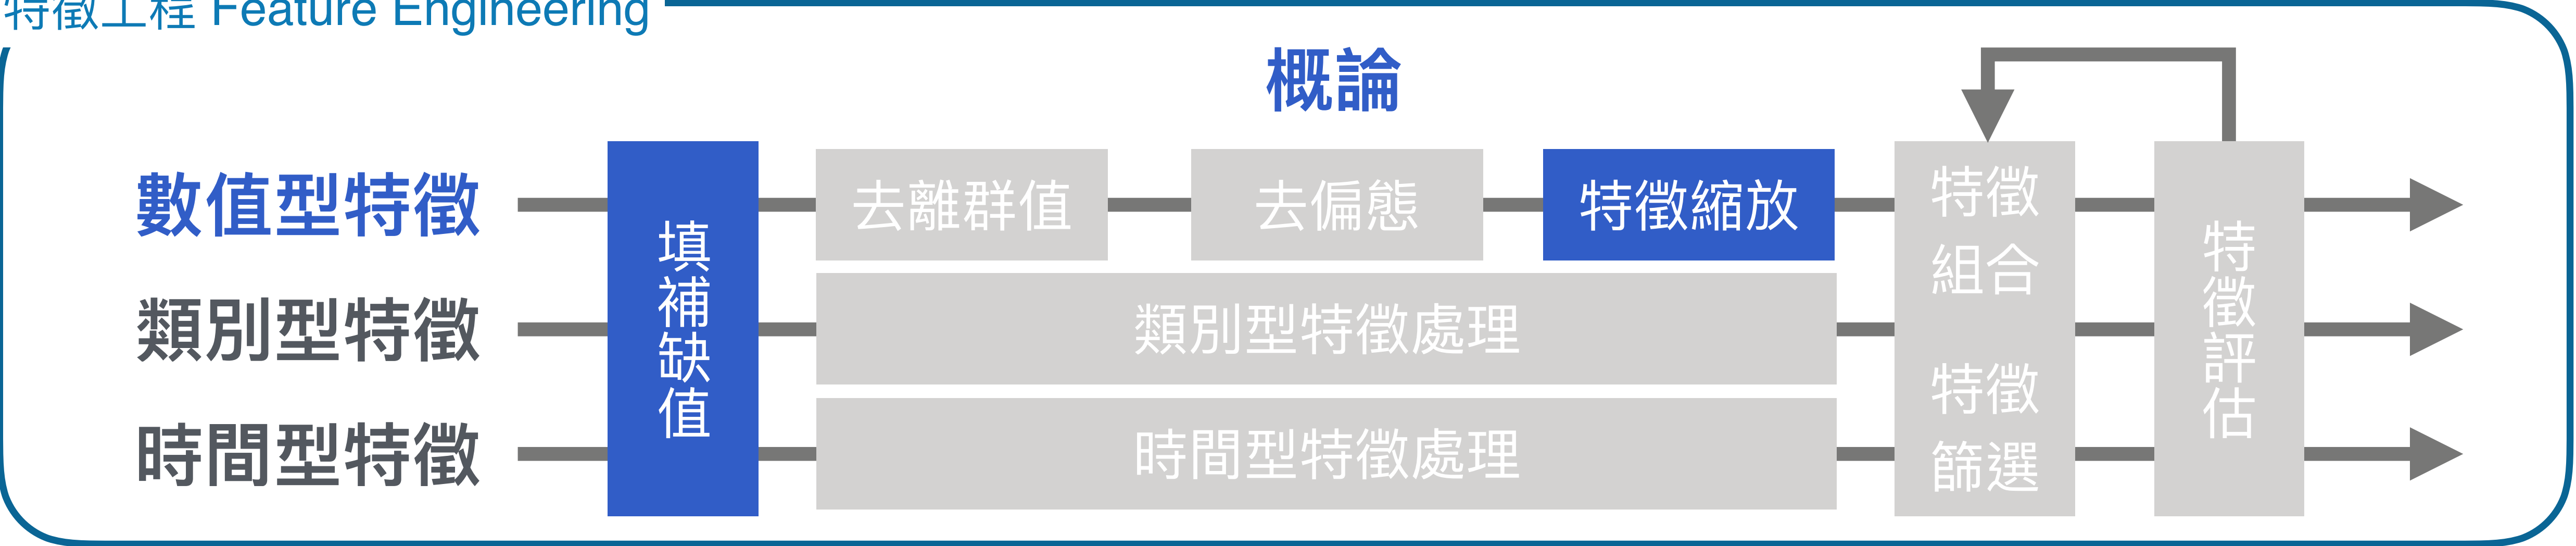 特徵工程 Feature Engineering
概論
數值型特徵
類別型特徵
時間型特徵
填補缺值
去離群值
去偏態
特徵縮放
類別型特徵處理
時間型特徵處理
特徵
組合
特徵
篩選
特徵評估